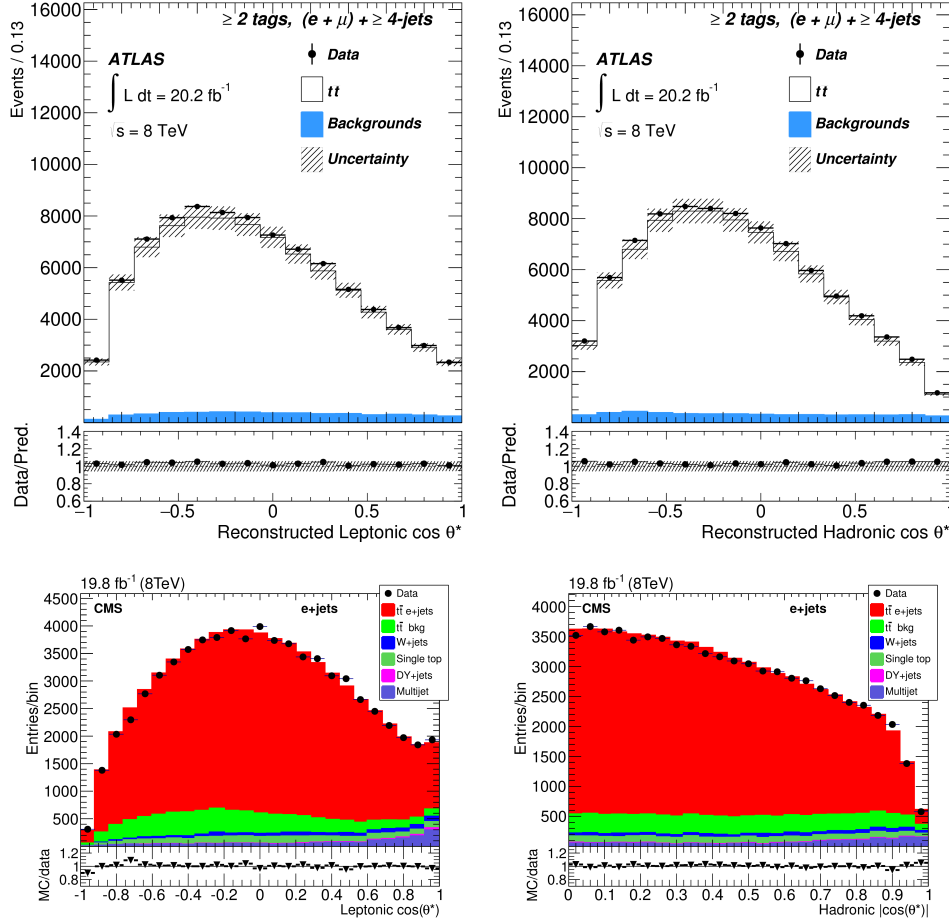 ≥ 2 tags, (e + μ) + ≥ 4-jets
Events / 0.13
16000
14000
12000
10000
8000
6000
4000
2000
ATLAS
∫ L dt = 20.2 fb⁻¹
√s = 8 TeV
Data
tt
Backgrounds
Uncertainty
Data/Pred.
1.4
1.2
1
0.8
0.6
−1 −0.5 0 0.5 1
Reconstructed Leptonic cos θ*
≥ 2 tags, (e + μ) + ≥ 4-jets
Events / 0.13
16000
14000
12000
10000
8000
6000
4000
2000
ATLAS
∫ L dt = 20.2 fb⁻¹
√s = 8 TeV
Data
tt
Backgrounds
Uncertainty
Data/Pred.
1.4
1.2
1
0.8
0.6
−1 −0.5 0 0.5 1
Reconstructed Hadronic cos θ*
19.8 fb⁻¹ (8TeV)
CMS e+jets
Entries/bin
4500
4000
3500
3000
2500
2000
1500
1000
500
Data
tt̄ e+jets
tt̄ bkg
W+jets
Single top
DY+jets
Multijet
MC/data
1.2
1
0.8
-1 -0.8 -0.6 -0.4 -0.2 0 0.2 0.4 0.6 0.8 1
Leptonic cos(θ*)
19.8 fb⁻¹ (8TeV)
CMS e+jets
Entries/bin
4000
3500
3000
2500
2000
1500
1000
500
Data
tt̄ e+jets
tt̄ bkg
W+jets
Single top
DY+jets
Multijet
MC/data
1.2
1
0.8
0 0.1 0.2 0.3 0.4 0.5 0.6 0.7 0.8 0.9 1
Hadronic |cos(θ*)|